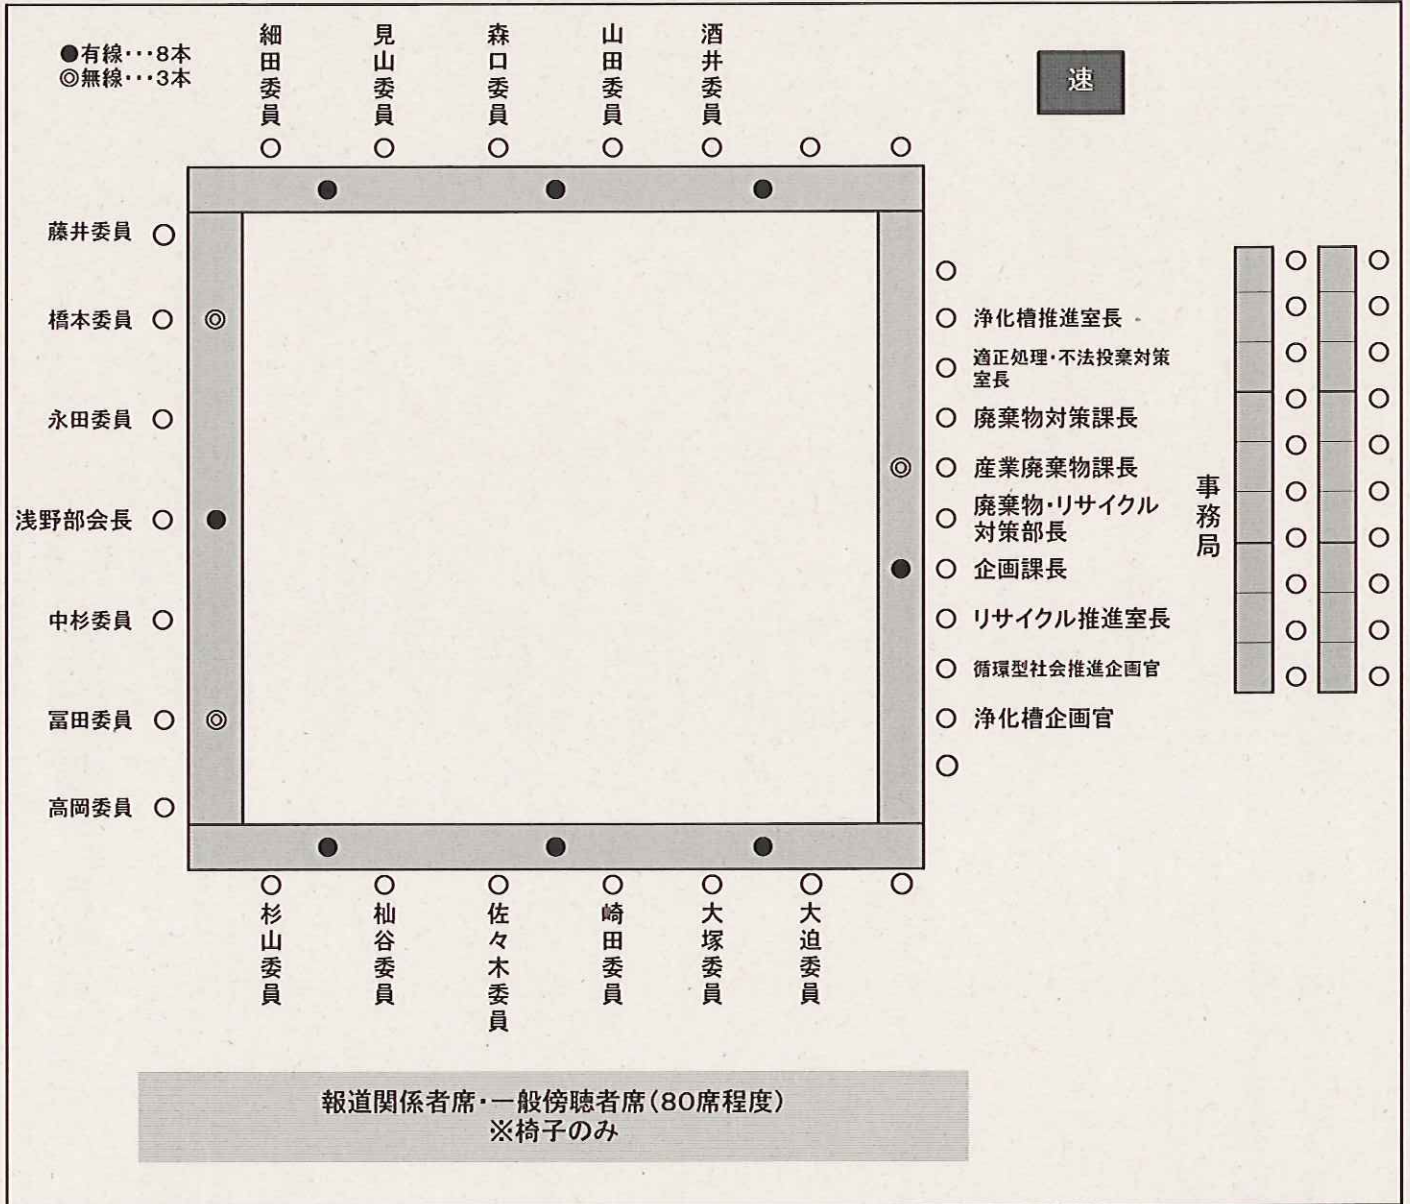 ●有線・・・8本
◎無線・・・3本
細田委員
見山委員
森口委員
山田委員
酒井委員
速
藤井委員
橋本委員
永田委員
浅野部会長
中杉委員
冨田委員
高岡委員
浄化槽推進室長
適正処理・不法投棄対策
室長
廃棄物対策課長
産業廃棄物課長
廃棄物・リサイクル
対策部長
企画課長
リサイクル推進室長
循環型社会推進企画官
浄化槽企画官
事務局
杉山委員
杣谷委員
佐々木委員
崎田委員
大塚委員
大迫委員
報道関係者席・一般傍聴者席(80席程度)
※椅子のみ